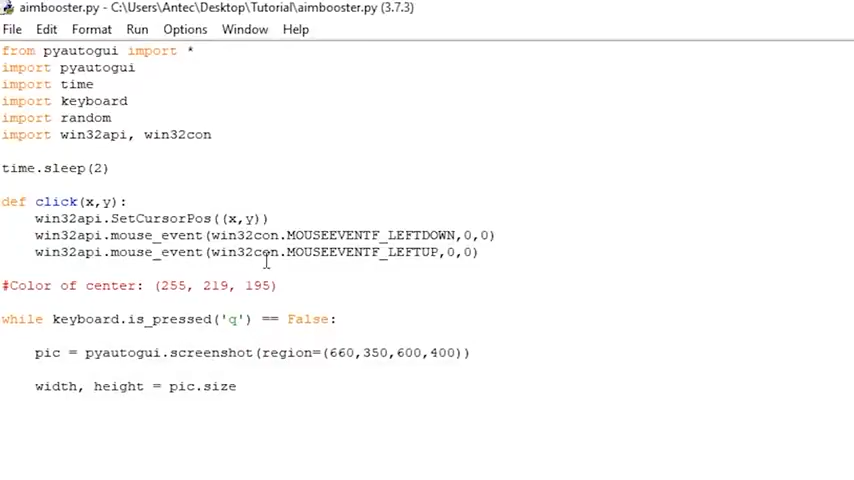 aimbooster.py - C:\Users\Antec\Desktop\Tutorial\aimbooster.py (3.7.3)
File Edit Format Run Options Window Help
from pyautogui import *
import pyautogui
import time
import keyboard
import random
import win32api, win32con
time.sleep(2)
def click(x,y):
    win32api.SetCursorPos((x,y))
    win32api.mouse_event(win32con.MOUSEEVENTF_LEFTDOWN,0,0)
    win32api.mouse_event(win32con.MOUSEEVENTF_LEFTUP,0,0)
#Color of center: (255, 219, 195)
while keyboard.is_pressed('q') == False:
    pic = pyautogui.screenshot(region=(660,350,600,400))
    width, height = pic.size